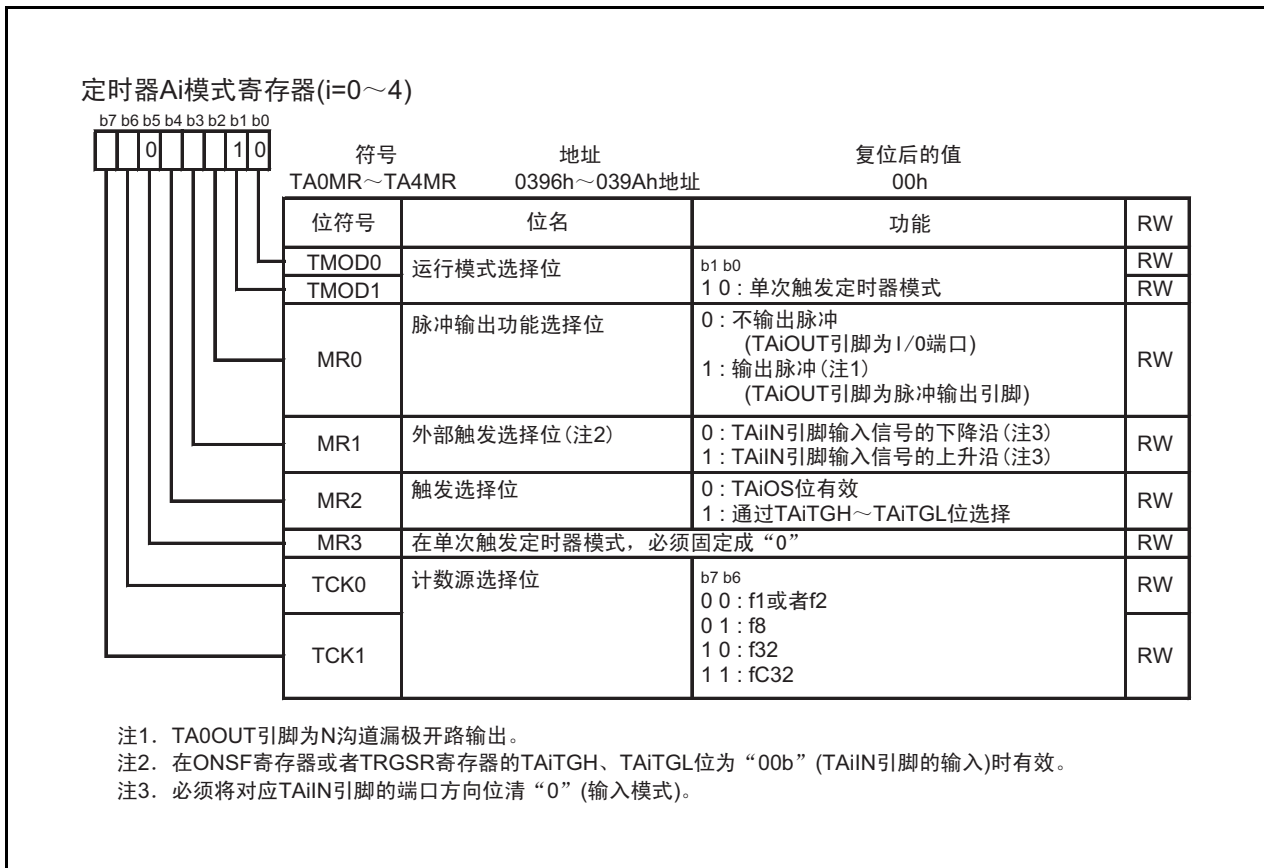 定时器Ai模式寄存器(i=0～4)
b7 b6 b5 b4 b3 b2 b1 b0
0 1 0
符号 地址 复位后的值
TA0MR～TA4MR 0396h～039Ah地址 00h
位符号 位名 功能 RW
TMOD0 运行模式选择位 b1 b0 RW
TMOD1 1 0 : 单次触发定时器模式 RW
MR0 脉冲输出功能选择位 0 : 不输出脉冲 RW
(TAiOUT引脚为I/0端口)
1 : 输出脉冲(注1)
(TAiOUT引脚为脉冲输出引脚)
MR1 外部触发选择位(注2) 0 : TAiIN引脚输入信号的下降沿(注3) RW
1 : TAiIN引脚输入信号的上升沿(注3)
MR2 触发选择位 0 : TAiOS位有效 RW
1 : 通过TAiTGH～TAiTGL位选择
MR3 在单次触发定时器模式，必须固定成“0” RW
TCK0 计数源选择位 b7 b6 RW
0 0 : f1或者f2
0 1 : f8
TCK1 1 0 : f32 RW
1 1 : fC32
注1. TA0OUT引脚为N沟道漏极开路输出。
注2. 在ONSF寄存器或者TRGSR寄存器的TAiTGH、TAiTGL位为“00b”(TAiIN引脚的输入)时有效。
注3. 必须将对应TAiIN引脚的端口方向位清“0”(输入模式)。